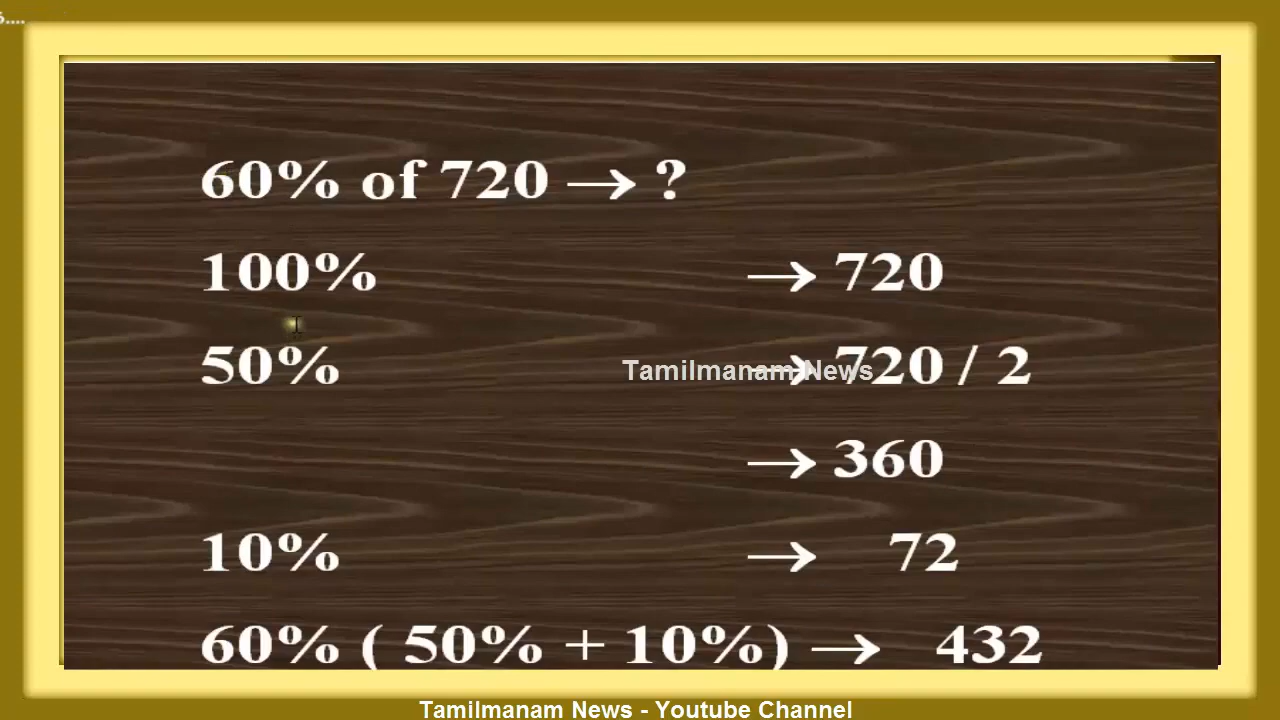 60% of 720 → ?
100% → 720
50% → 720 / 2
Tamilmanam News
→ 360
10% → 72
60% ( 50% + 10%) → 432
Tamilmanam News - Youtube Channel